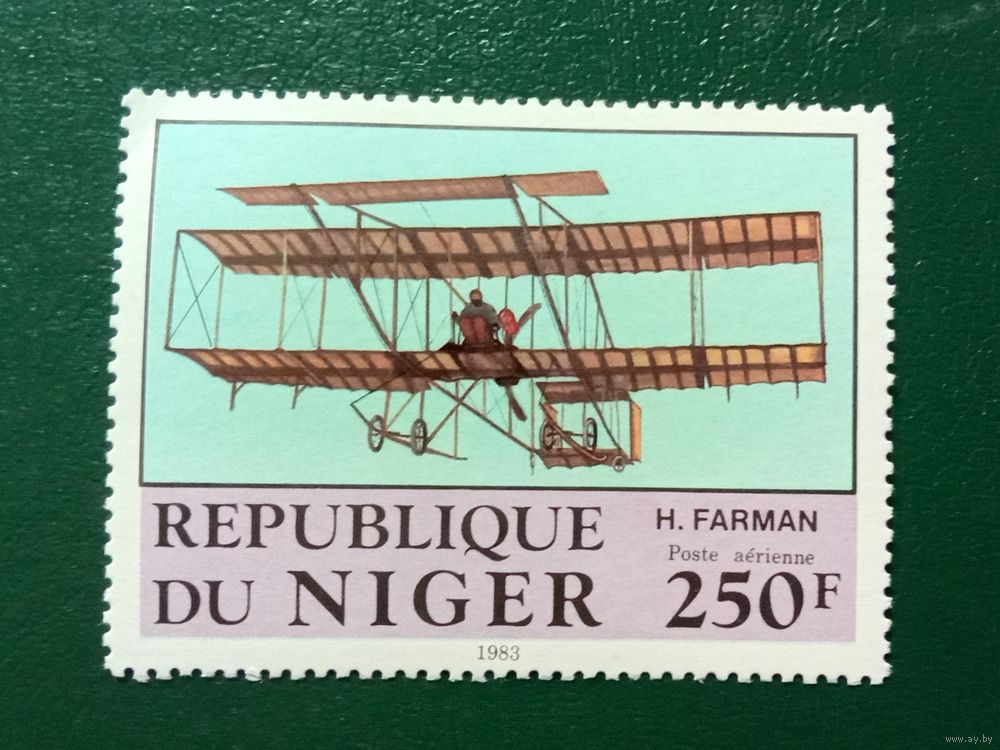 REPUBLIQUE
DU NIGER
H. FARMAN
Poste aérienne
250F
1983
www.ay.by